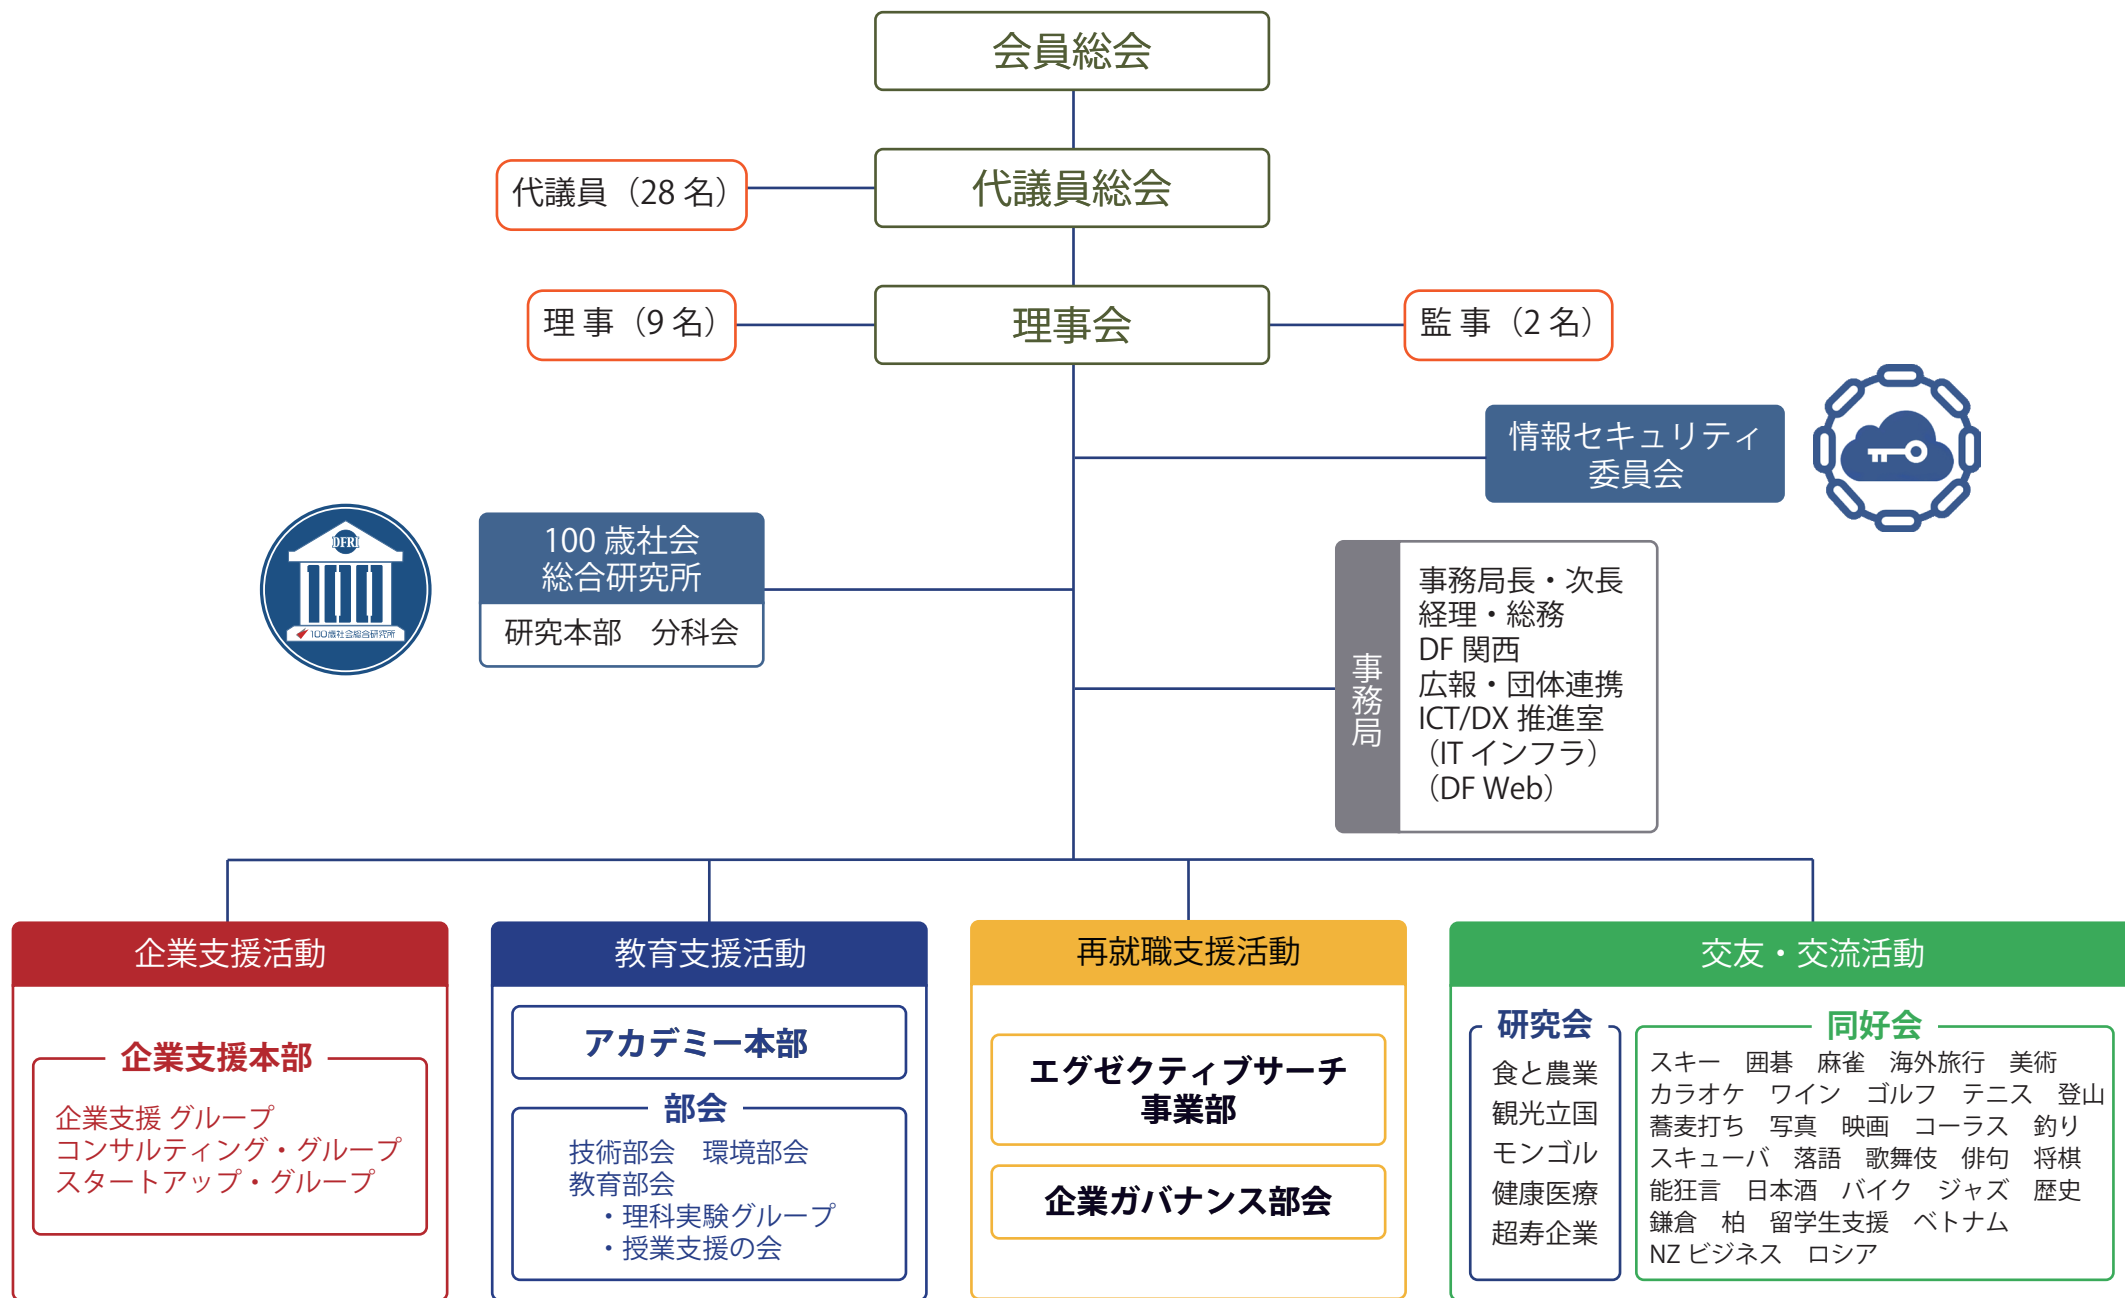 会員総会
代議員（28 名）
代議員総会
理 事（9 名）
理事会
監 事（2 名）
情報セキュリティ
委員会
DFRI
100歳社会総合研究所
100 歳社会
総合研究所
研究本部　分科会
事務局
事務局長・次長
経理・総務
DF 関西
広報・団体連携
ICT/DX 推進室
（IT インフラ）
（DF Web）
企業支援活動
企業支援本部
企業支援 グループ
コンサルティング・グループ
スタートアップ・グループ
教育支援活動
アカデミー本部
部会
技術部会　環境部会
教育部会
・理科実験グループ
・授業支援の会
再就職支援活動
エグゼクティブサーチ
事業部
企業ガバナンス部会
交友・交流活動
研究会
食と農業
観光立国
モンゴル
健康医療
超寿企業
同好会
スキー　囲碁　麻雀　海外旅行　美術
カラオケ　ワイン　ゴルフ　テニス　登山
蕎麦打ち　写真　映画　コーラス　釣り
スキューバ　落語　歌舞伎　俳句　将棋
能狂言　日本酒　バイク　ジャズ　歴史
鎌倉　柏　留学生支援　ベトナム
NZ ビジネス　ロシア